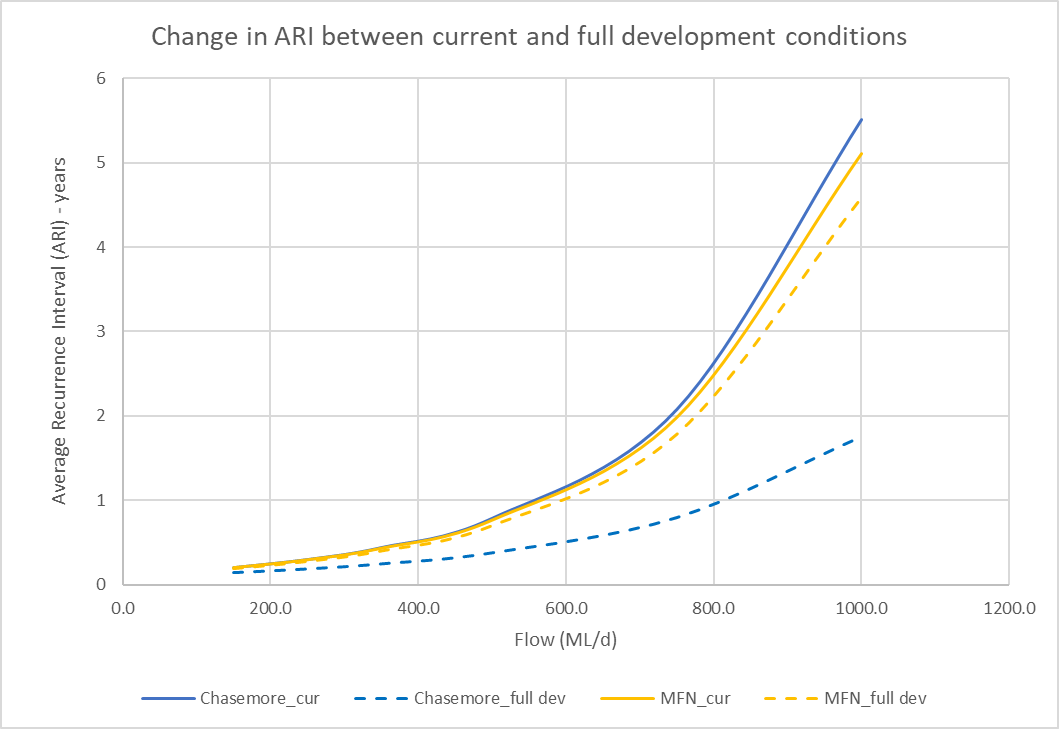 Change in ARI between current and full development conditions
Average Recurrence Interval (ARI) - years
6
5
4
3
2
1
0
0.0 200.0 400.0 600.0 800.0 1000.0 1200.0
Flow (ML/d)
Chasemore_cur Chasemore_full dev MFN_cur MFN_full dev